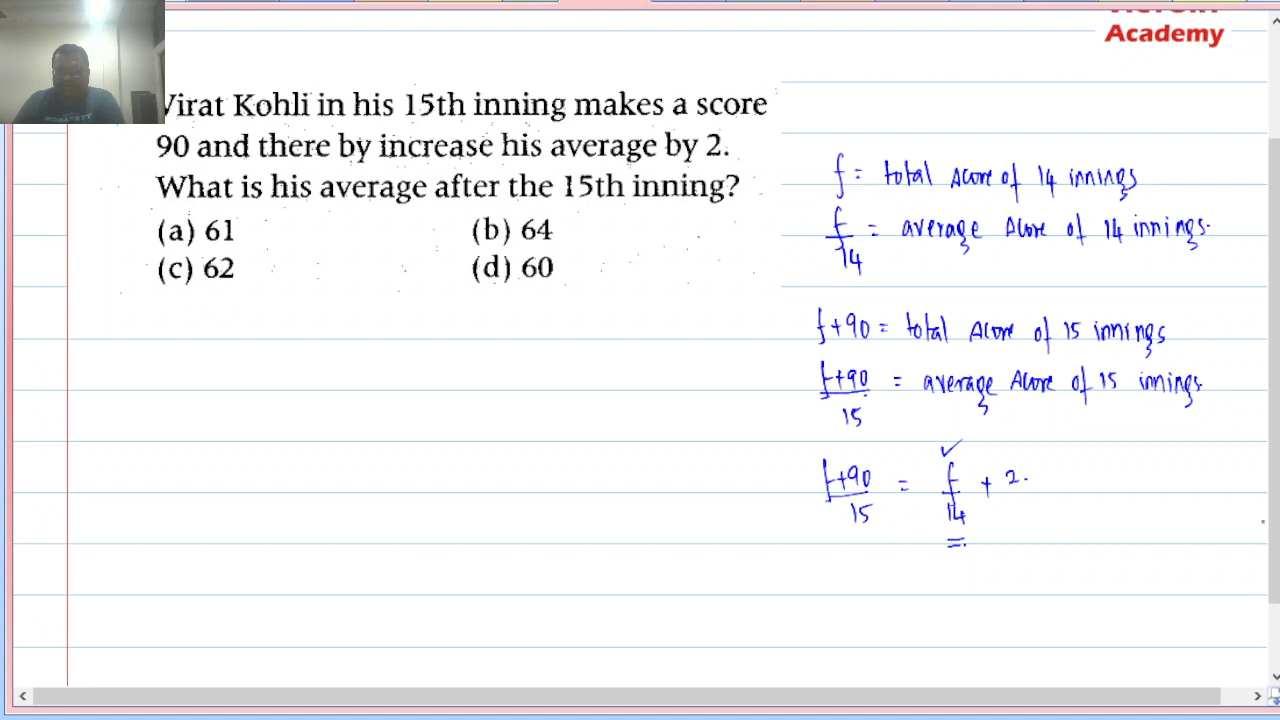 Academy
Virat Kohli in his 15th inning makes a score
90 and there by increase his average by 2.
What is his average after the 15th inning?
(a) 61 (b) 64
(c) 62 (d) 60
f = total score of 14 innings
f/14 = average score of 14 innings.
f+90 = total score of 15 innings
f+90/15 = average score of 15 innings.
f+90/15 = f/14 + 2.